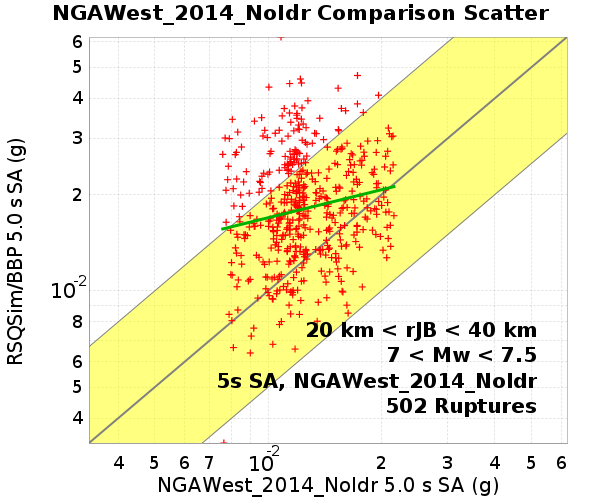 NGAWest_2014_NoIdr Comparison Scatter
6
5
4
3
2
10-2
8
6
5
4
RSQSim/BBP 5.0 s SA (g)
20 km < rJB < 40 km
7 < Mw < 7.5
5s SA, NGAWest_2014_NoIdr
502 Ruptures
4 5 6 7 10-2 2 3 4 5 6
NGAWest_2014_NoIdr 5.0 s SA (g)